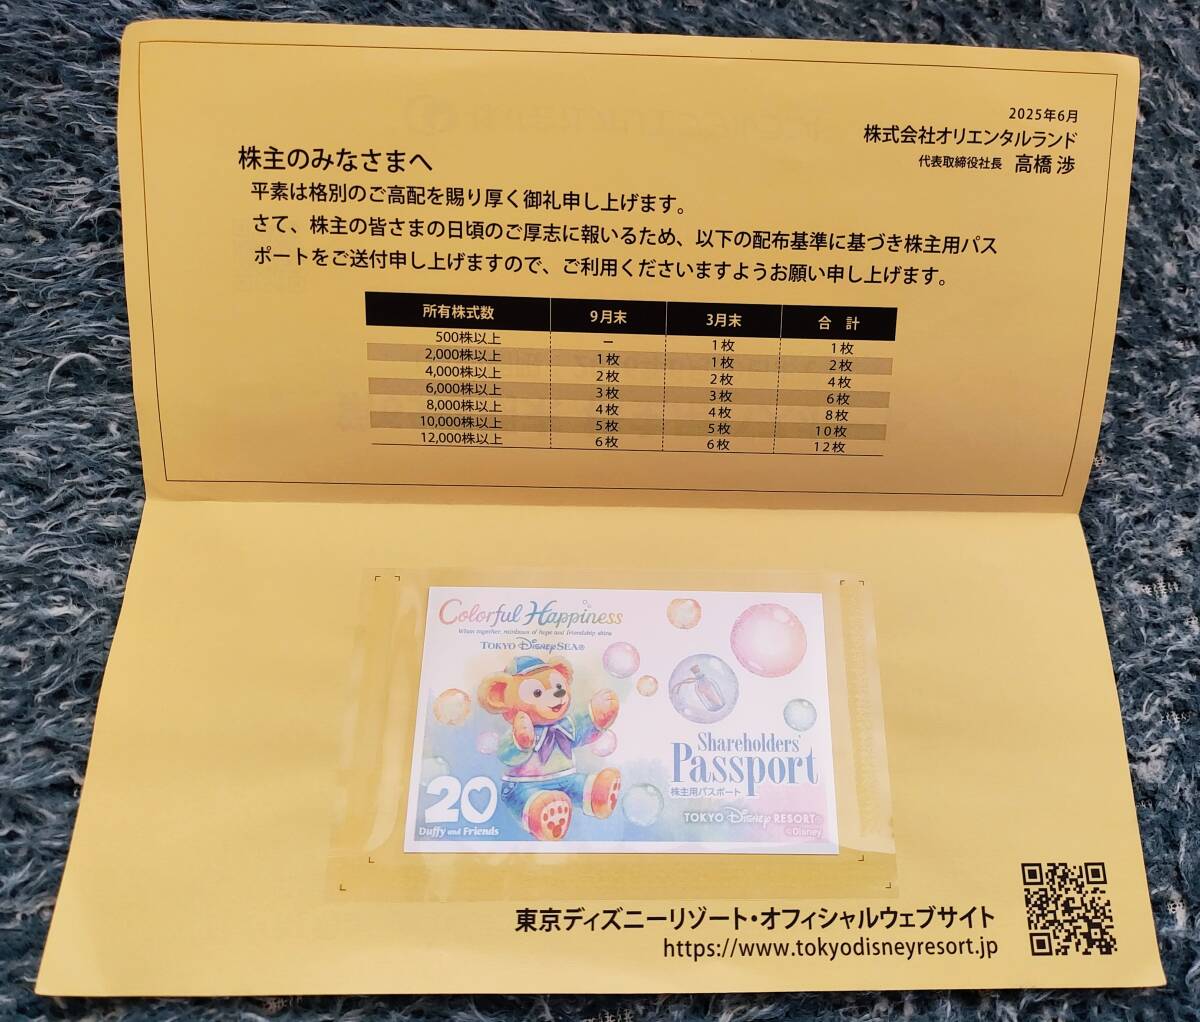 2025年6月
株式会社オリエンタルランド
代表取締役社長 高橋 渉
株主のみなさまへ
平素は格別のご高配を賜り厚く御礼申し上げます。
さて、株主の皆さまの日頃のご厚志に報いるため、以下の配布基準に基づき株主用パス
ポートをご送付申し上げますので、ご利用くださいますようお願い申し上げます。
所有株式数 9月末 3月末 合 計
500株以上 － 1枚 1枚
2,000株以上 1枚 1枚 2枚
4,000株以上 2枚 2枚 4枚
6,000株以上 3枚 3枚 6枚
8,000株以上 4枚 4枚 8枚
10,000株以上 5枚 5枚 10枚
12,000株以上 6枚 6枚 12枚
Colorful Happiness
When together, rainbows of hope and friendship shine
TOKYO DisneySEA®
Shareholders'
Passport
株主用パスポート
20
Duffy and Friends
TOKYO Disney RESORT®
©Disney
東京ディズニーリゾート・オフィシャルウェブサイト
https://www.tokyodisneyresort.jp